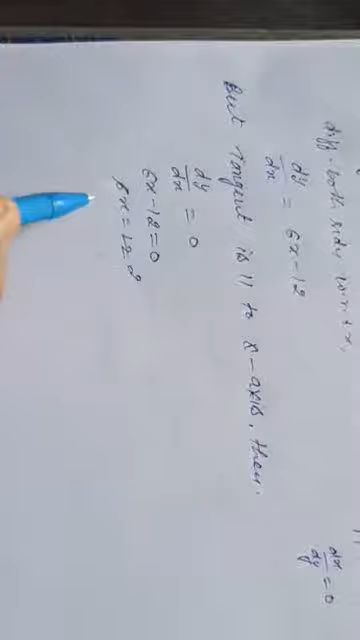 diff. both sides w.r.t x,
dy/dx = 6x - 12
But tangent is || to x-axis, then.
dy/dx = 0
6x - 12 = 0
6x = 12 = 2
dx/dy = 0